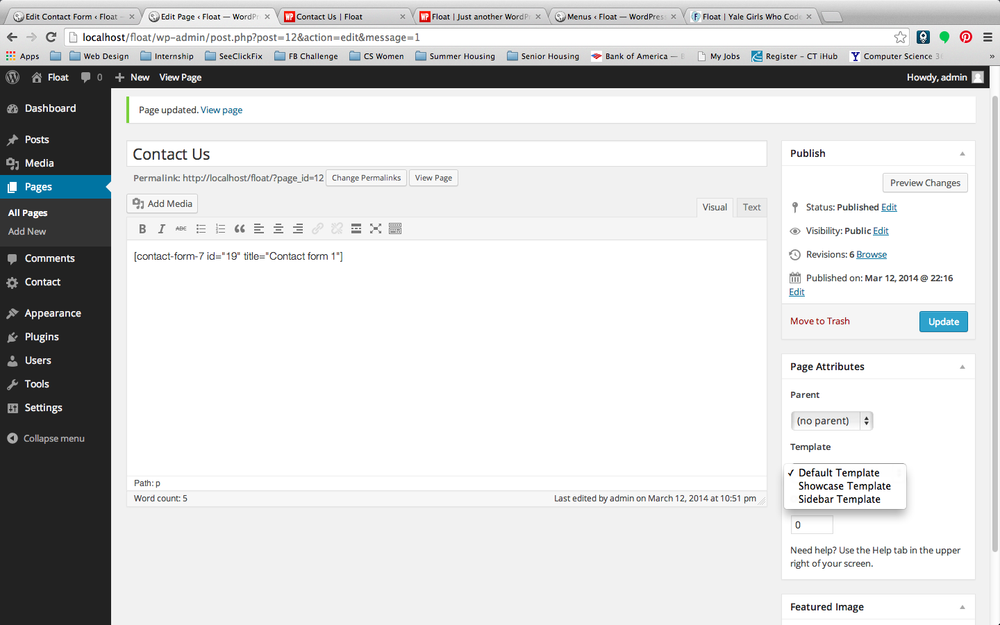 Edit Contact Form ‹ Float —
Edit Page ‹ Float — WordPr
Contact Us | Float
Float | Just another WordP
Menus ‹ Float — WordPress
Float | Yale Girls Who Code
localhost/float/wp-admin/post.php?post=12&action=edit&message=1
Apps
Web Design
Internship
SeeClickFix
FB Challenge
CS Women
Summer Housing
Senior Housing
Bank of America —
My Jobs
Register – CT iHub
Computer Science 36
»
Float
0
New
View Page
Howdy, admin
Dashboard
Posts
Media
Pages
All Pages
Add New
Comments
Contact
Appearance
Plugins
Users
Tools
Settings
Collapse menu
Page updated. View page
Contact Us
Permalink: http://localhost/float/?page_id=12
Change Permalinks
View Page
Add Media
Visual
Text
B
I
ABC
[contact-form-7 id="19" title="Contact form 1"]
Path: p
Word count: 5
Last edited by admin on March 12, 2014 at 10:51 pm
Publish
Preview Changes
Status: Published Edit
Visibility: Public Edit
Revisions: 6 Browse
Published on: Mar 12, 2014 @ 22:16
Edit
Move to Trash
Update
Page Attributes
Parent
(no parent)
Template
✓ Default Template
Showcase Template
Sidebar Template
0
Need help? Use the Help tab in the upper
right of your screen.
Featured Image